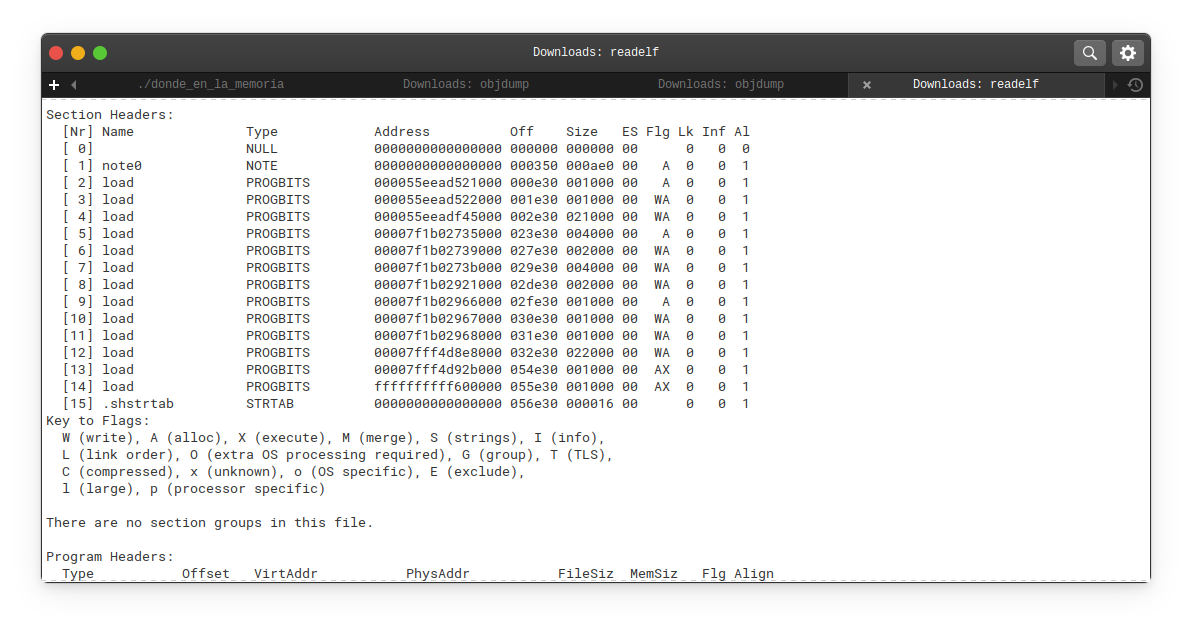 Downloads: readelf
./donde_en_la_memoria Downloads: objdump Downloads: objdump Downloads: readelf
Section Headers:
  [Nr] Name              Type            Address          Off    Size   ES Flg Lk Inf Al
  [ 0]                   NULL            0000000000000000 000000 000000 00      0   0  0
  [ 1] note0             NOTE            0000000000000000 000350 000ae0 00   A  0   0  1
  [ 2] load              PROGBITS        000055eead521000 000e30 001000 00   A  0   0  1
  [ 3] load              PROGBITS        000055eead522000 001e30 001000 00  WA  0   0  1
  [ 4] load              PROGBITS        000055eeadf45000 002e30 021000 00  WA  0   0  1
  [ 5] load              PROGBITS        00007f1b02735000 023e30 004000 00   A  0   0  1
  [ 6] load              PROGBITS        00007f1b02739000 027e30 002000 00  WA  0   0  1
  [ 7] load              PROGBITS        00007f1b0273b000 029e30 004000 00  WA  0   0  1
  [ 8] load              PROGBITS        00007f1b02921000 02de30 002000 00  WA  0   0  1
  [ 9] load              PROGBITS        00007f1b02966000 02fe30 001000 00   A  0   0  1
  [10] load              PROGBITS        00007f1b02967000 030e30 001000 00  WA  0   0  1
  [11] load              PROGBITS        00007f1b02968000 031e30 001000 00  WA  0   0  1
  [12] load              PROGBITS        00007fff4d8e8000 032e30 022000 00  WA  0   0  1
  [13] load              PROGBITS        00007fff4d92b000 054e30 001000 00  AX  0   0  1
  [14] load              PROGBITS        ffffffffff600000 055e30 001000 00  AX  0   0  1
  [15] .shstrtab         STRTAB          0000000000000000 056e30 000016 00      0   0  1
Key to Flags:
  W (write), A (alloc), X (execute), M (merge), S (strings), I (info),
  L (link order), O (extra OS processing required), G (group), T (TLS),
  C (compressed), x (unknown), o (OS specific), E (exclude),
  l (large), p (processor specific)
There are no section groups in this file.
Program Headers:
  Type           Offset   VirtAddr           PhysAddr           FileSiz  MemSiz   Flg Align